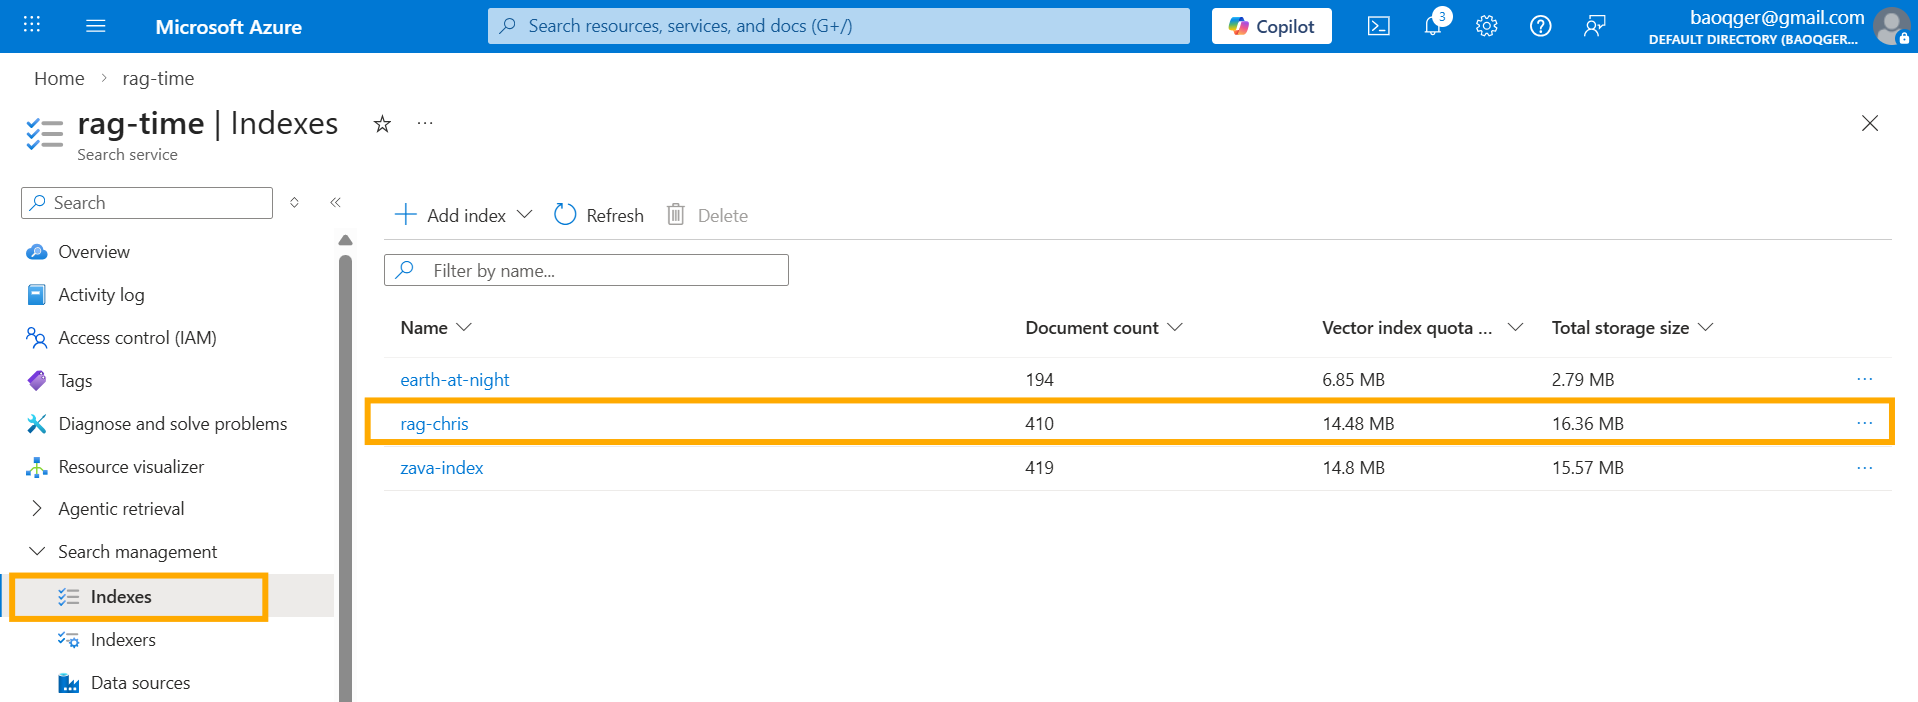 Microsoft Azure
Search resources, services, and docs (G+/)
Copilot
3
baoqger@gmail.com
DEFAULT DIRECTORY (BAOQGER...
Home > rag-time
rag-time | Indexes
...
Search service
Search
Add index
Refresh
Delete
Filter by name...
Overview
Activity log
Access control (IAM)
Tags
Diagnose and solve problems
Resource visualizer
Agentic retrieval
Search management
Indexes
Indexers
Data sources
Name Document count Vector index quota ... Total storage size
earth-at-night 194 6.85 MB 2.79 MB ...
rag-chris 410 14.48 MB 16.36 MB ...
zava-index 419 14.8 MB 15.57 MB ...